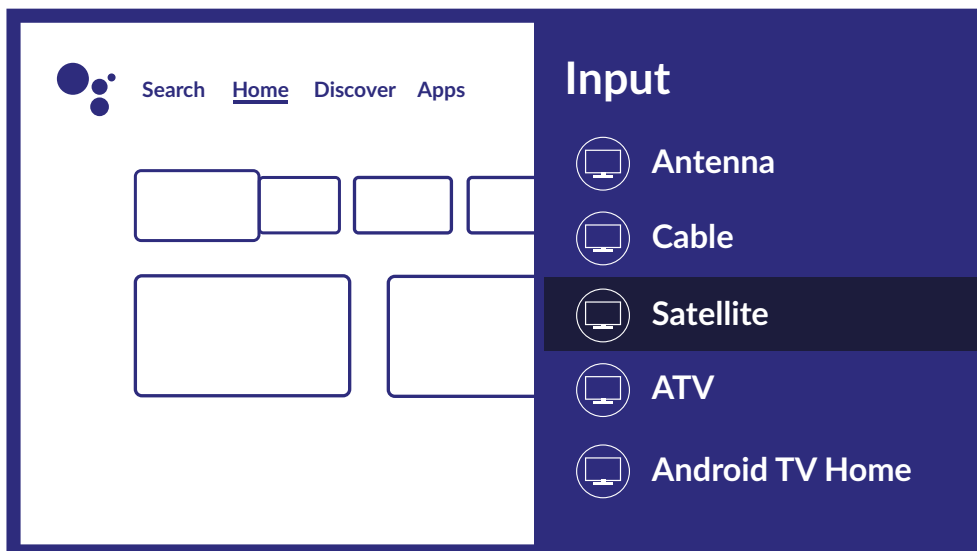 Search Home Discover Apps
Input
Antenna
Cable
Satellite
ATV
Android TV Home